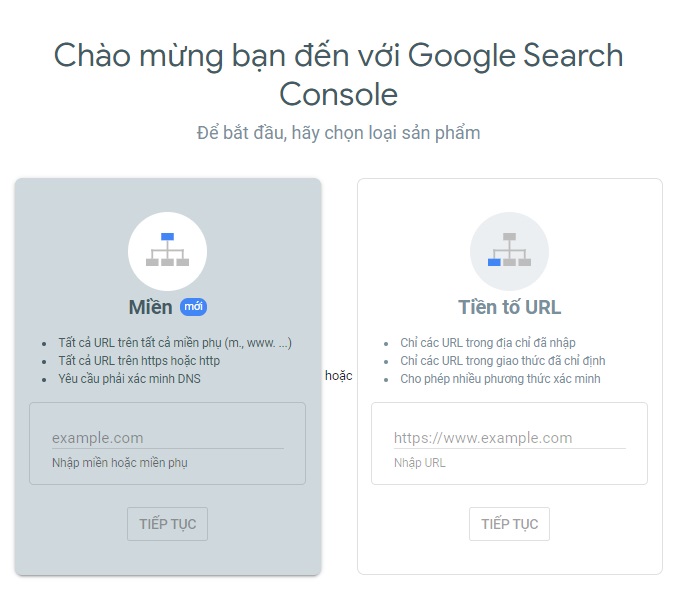 Chào mừng bạn đến với Google Search
Console
Để bắt đầu, hãy chọn loại sản phẩm
Miền mới
Tất cả URL trên tất cả miền phụ (m., www. ...)
Tất cả URL trên https hoặc http
Yêu cầu phải xác minh DNS
example.com
Nhập miền hoặc miền phụ
TIẾP TỤC
hoặc
Tiền tố URL
Chỉ các URL trong địa chỉ đã nhập
Chỉ các URL trong giao thức đã chỉ định
Cho phép nhiều phương thức xác minh
https://www.example.com
Nhập URL
TIẾP TỤC